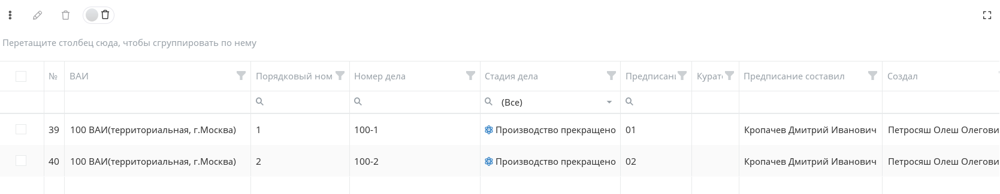 Перетащите столбец сюда, чтобы сгруппировать по нему
№ ВАИ Порядковый ном Номер дела Стадия дела Предписані Курато Предписание составил Создал
(Все)
39 100 ВАИ(территориальная, г.Москва) 1 100-1 Производство прекращено 01 Кропачев Дмитрий Иванович Петросяш Олеш Олегови
40 100 ВАИ(территориальная, г.Москва) 2 100-2 Производство прекращено 02 Кропачев Дмитрий Иванович Петросяш Олеш Олегови